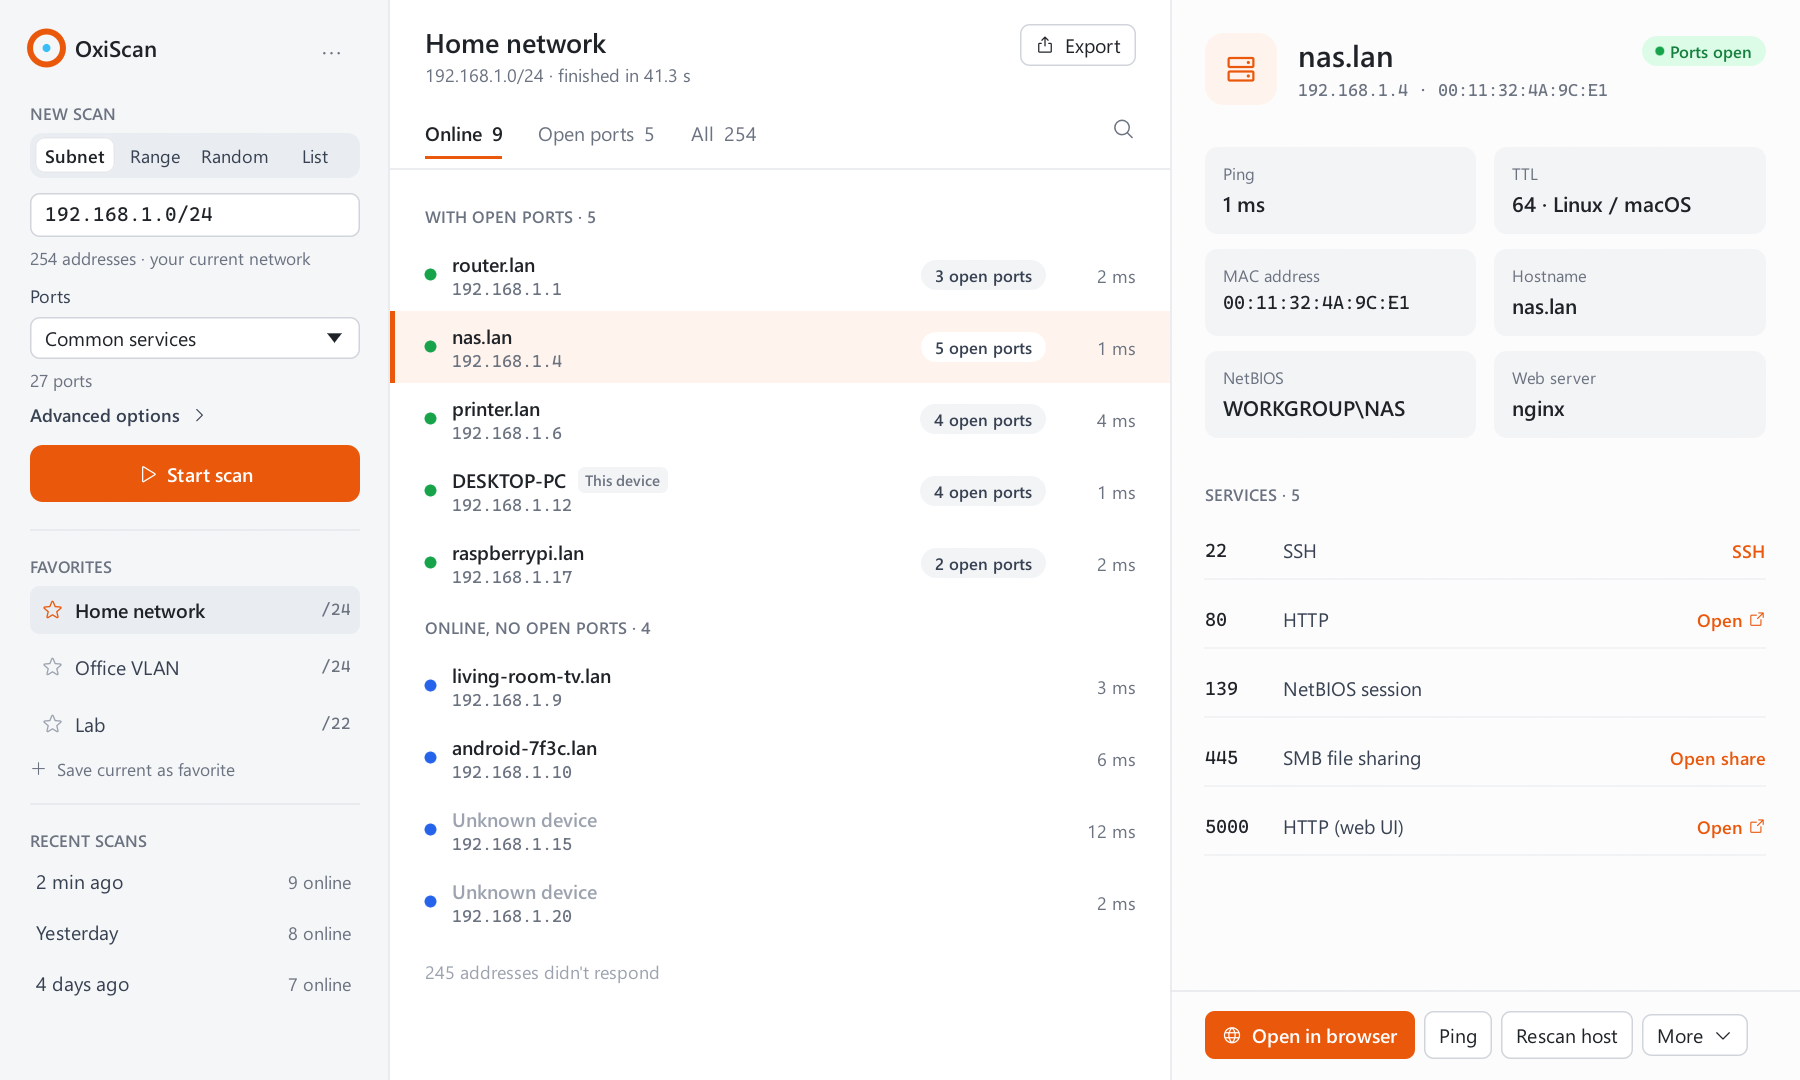 OxiScan
...
NEW SCAN
Subnet Range Random List
192.168.1.0/24
254 addresses · your current network
Ports
Common services
27 ports
Advanced options
Start scan
FAVORITES
Home network /24
Office VLAN /24
Lab /22
+ Save current as favorite
RECENT SCANS
2 min ago 9 online
Yesterday 8 online
4 days ago 7 online
Home network
192.168.1.0/24 · finished in 41.3 s
Export
Online 9 Open ports 5 All 254
WITH OPEN PORTS · 5
router.lan
192.168.1.1
3 open ports 2 ms
nas.lan
192.168.1.4
5 open ports 1 ms
printer.lan
192.168.1.6
4 open ports 4 ms
DESKTOP-PC This device
192.168.1.12
4 open ports 1 ms
raspberrypi.lan
192.168.1.17
2 open ports 2 ms
ONLINE, NO OPEN PORTS · 4
living-room-tv.lan
192.168.1.9
3 ms
android-7f3c.lan
192.168.1.10
6 ms
Unknown device
192.168.1.15
12 ms
Unknown device
192.168.1.20
2 ms
245 addresses didn't respond
nas.lan
192.168.1.4 · 00:11:32:4A:9C:E1
Ports open
Ping
1 ms
TTL
64 · Linux / macOS
MAC address
00:11:32:4A:9C:E1
Hostname
nas.lan
NetBIOS
WORKGROUP\NAS
Web server
nginx
SERVICES · 5
22 SSH SSH
80 HTTP Open
139 NetBIOS session
445 SMB file sharing Open share
5000 HTTP (web UI) Open
Open in browser Ping Rescan host More